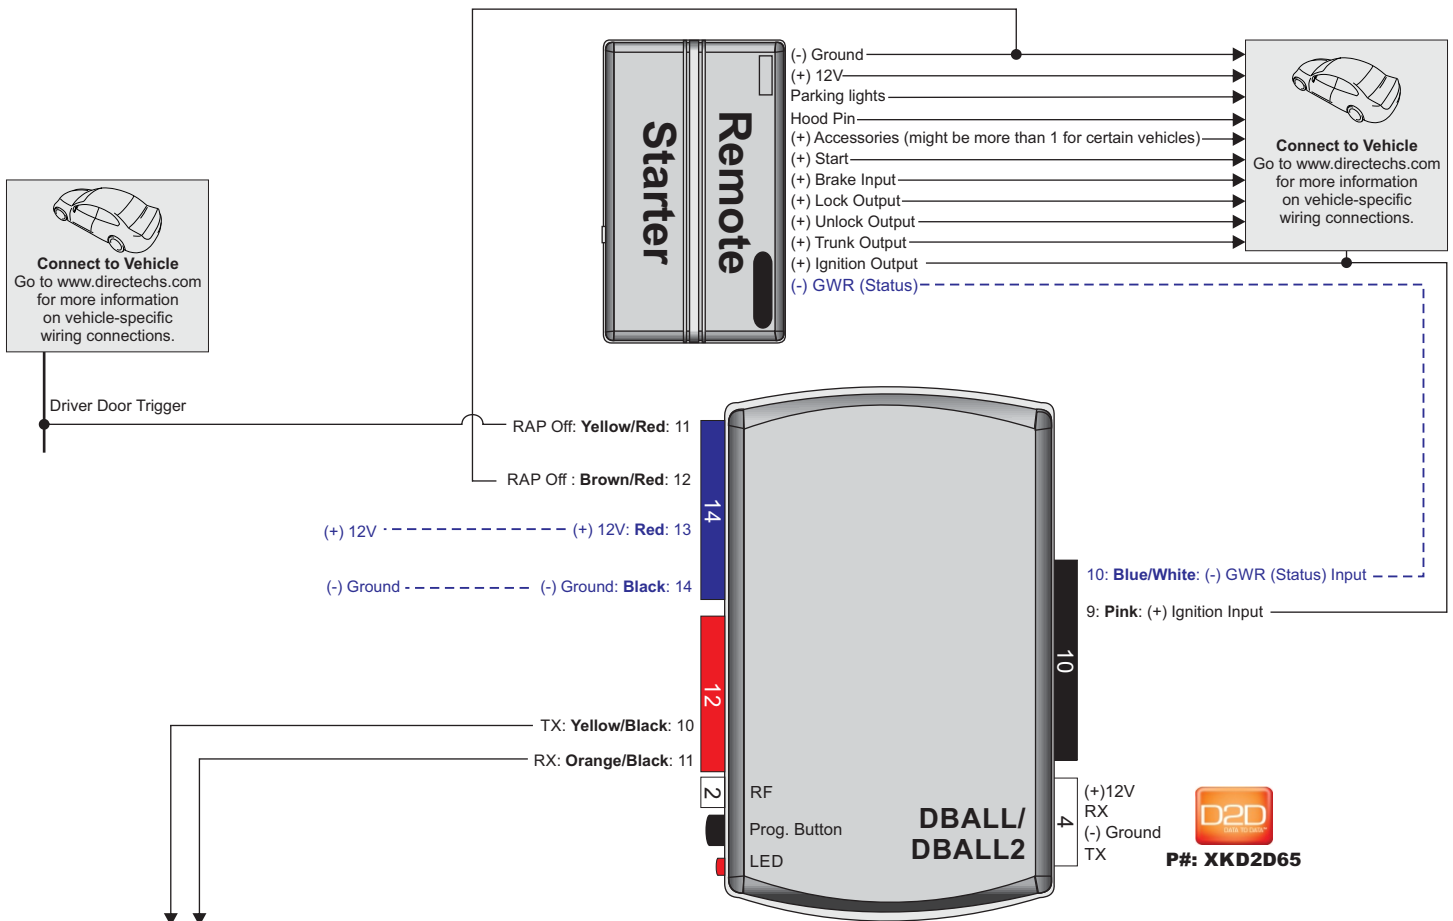 (-) Ground
(+) 12V
Parking lights
Hood Pin
(+) Accessories (might be more than 1 for certain vehicles)
(+) Start
(+) Brake Input
(+) Lock Output
(+) Unlock Output
(+) Trunk Output
(+) Ignition Output
(-) GWR (Status)
Remote
Starter
Connect to Vehicle
Go to www.directechs.com
for more information
on vehicle-specific
wiring connections.
Connect to Vehicle
Go to www.directechs.com
for more information
on vehicle-specific
wiring connections.
Driver Door Trigger
RAP Off: Yellow/Red: 11
RAP Off : Brown/Red: 12
(+) 12V
(+) 12V: Red: 13
(-) Ground
(-) Ground: Black: 14
14
12
TX: Yellow/Black: 10
RX: Orange/Black: 11
2
RF
Prog. Button
LED
DBALL/
DBALL2
10: Blue/White: (-) GWR (Status) Input
9: Pink: (+) Ignition Input
10
4
(+)12V
RX
(-) Ground
TX
D2D
DATA TO DATA™
P#: XKD2D65